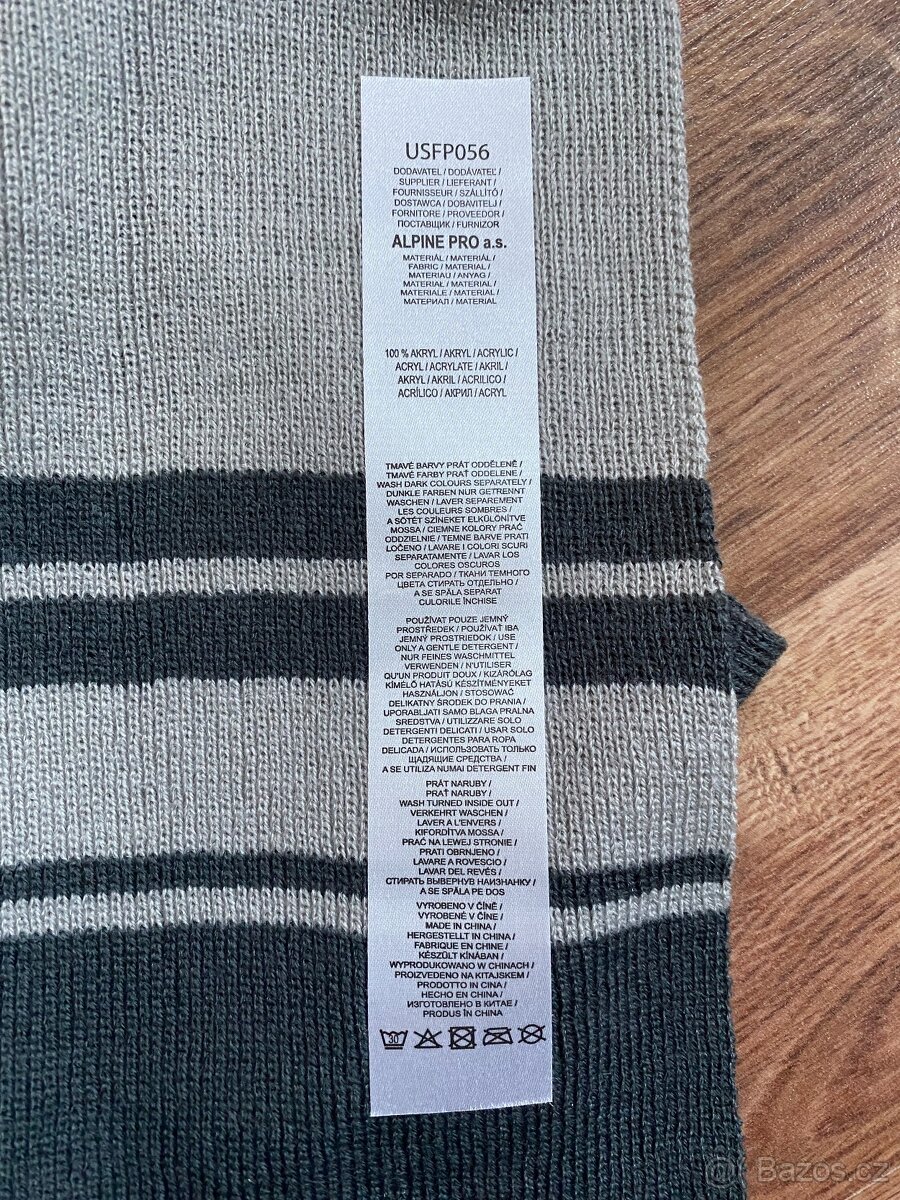 USFP056
DODAVATEL / DODÁVATEĽ /
SUPPLIER / LIEFERANT /
FOURNISSEUR / SZÁLLÍTÓ /
DOSTAWCA / DOBAVITELJ /
FORNITORE / PROVEEDOR /
ПОСТАВЩИК / FURNIZOR
ALPINE PRO a.s.
MATERIÁL / MATERIÁL /
FABRIC / MATERIAL /
MATERIAU / ANYAG /
MATERIAŁ / MATERIAL /
MATERIALE / MATERIAL /
МАТЕРИАЛ / MATERIAL
100 % AKRYL / AKRYL / ACRYLIC /
ACRYL / ACRYLATE / AKRIL /
AKRYL / AKRIL / ACRILICO /
ACRÍLICO / АКРИЛ / ACRYL
TMAVÉ BARVY PRÁT ODDĚLENĚ /
TMAVÉ FARBY PRAŤ ODDELENE /
WASH DARK COLOURS SEPARATELY /
DUNKLE FARBEN NUR GETRENNT
WASCHEN / LAVER SEPAREMENT
LES COULEURS SOMBRES /
A SÖTÉT SZÍNEKET ELKÜLÖNÍTVE
MOSSA / CIEMNE KOLORY PRAĆ
ODDZIELNIE / TEMNE BARVE PRATI
LOČENO / LAVARE I COLORI SCURI
SEPARATAMENTE / LAVAR LOS
COLORES OSCUROS
POR SEPARADO / ТКАНИ ТЕМНОГО
ЦВЕТА СТИРАТЬ ОТДЕЛЬНО /
A SE SPĂLA SEPARAT
CULORILE ÎNCHISE
POUŽÍVAT POUZE JEMNÝ
PROSTŘEDEK / POUŽÍVAŤ IBA
JEMNÝ PROSTRIEDOK / USE
ONLY A GENTLE DETERGENT /
NUR FEINES WASCHMITTEL
VERWENDEN / N'UTILISER
QU'UN PRODUIT DOUX / KIZÁRÓLAG
KÍMÉLŐ HATÁSÚ KÉSZÍTMÉNYEKET
HASZNÁLJON / STOSOWAĆ
DELIKATNY ŚRODEK DO PRANIA /
UPORABLJATI SAMO BLAGA PRALNA
SREDSTVA / UTILIZZARE SOLO
DETERGENTI DELICATI / USAR SOLO
DETERGENTES PARA ROPA
DELICADA / ИСПОЛЬЗОВАТЬ ТОЛЬКО
ЩАДЯЩИЕ СРЕДСТВА /
A SE UTILIZA NUMAI DETERGENT FIN
PRÁT NARUBY /
PRAŤ NARUBY /
WASH TURNED INSIDE OUT /
VERKEHRT WASCHEN /
LAVER A L'ENVERS /
KIFORDÍTVA MOSSA /
PRAĆ NA LEWEJ STRONIE /
PRATI OBRNJENO /
LAVARE A ROVESCIO /
LAVAR DEL REVÉS /
СТИРАТЬ ВЫВЕРНУВ НАИЗНАНКУ /
A SE SPĂLA PE DOS
VYROBENO V ČÍNĚ /
VYROBENÉ V ČÍNE /
MADE IN CHINA /
HERGESTELLT IN CHINA /
FABRIQUE EN CHINE /
KÉSZÜLT KÍNÁBAN /
WYPRODUKOWANO W CHINACH /
PROIZVEDENO NA KITAJSKEM /
PRODOTTO IN CINA /
HECHO EN CHINA /
ИЗГОТОВЛЕНО В КИТАЕ /
PRODUS ÎN CHINA
30
Bazos.cz